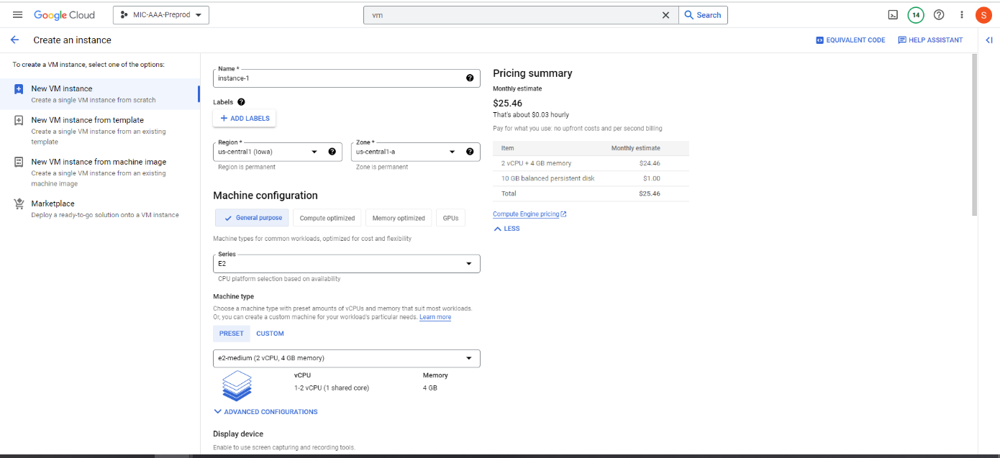 Google Cloud
MIC-AAA-Preprod
vm
Search
14
S
Create an instance
EQUIVALENT CODE
HELP ASSISTANT
To create a VM instance, select one of the options:
New VM instance
Create a single VM instance from scratch
New VM instance from template
Create a single VM instance from an existing
template
New VM instance from machine image
Create a single VM instance from an existing
machine image
Marketplace
Deploy a ready-to-go solution onto a VM instance
Name *
instance-1
Labels
ADD LABELS
Region *
us-central1 (Iowa)
Region is permanent
Zone *
us-central1-a
Zone is permanent
Machine configuration
General purpose
Compute optimized
Memory optimized
GPUs
Machine types for common workloads, optimized for cost and flexibility
Series
E2
CPU platform selection based on availability
Machine type
Choose a machine type with preset amounts of vCPUs and memory that suit most workloads.
Or, you can create a custom machine for your workload's particular needs. Learn more
PRESET CUSTOM
e2-medium (2 vCPU, 4 GB memory)
vCPU Memory
1-2 vCPU (1 shared core) 4 GB
ADVANCED CONFIGURATIONS
Display device
Enable to use screen capturing and recording tools.
Pricing summary
Monthly estimate
$25.46
That's about $0.03 hourly
Pay for what you use: no upfront costs and per second billing
Item Monthly estimate
2 vCPU + 4 GB memory $24.46
10 GB balanced persistent disk $1.00
Total $25.46
Compute Engine pricing
LESS